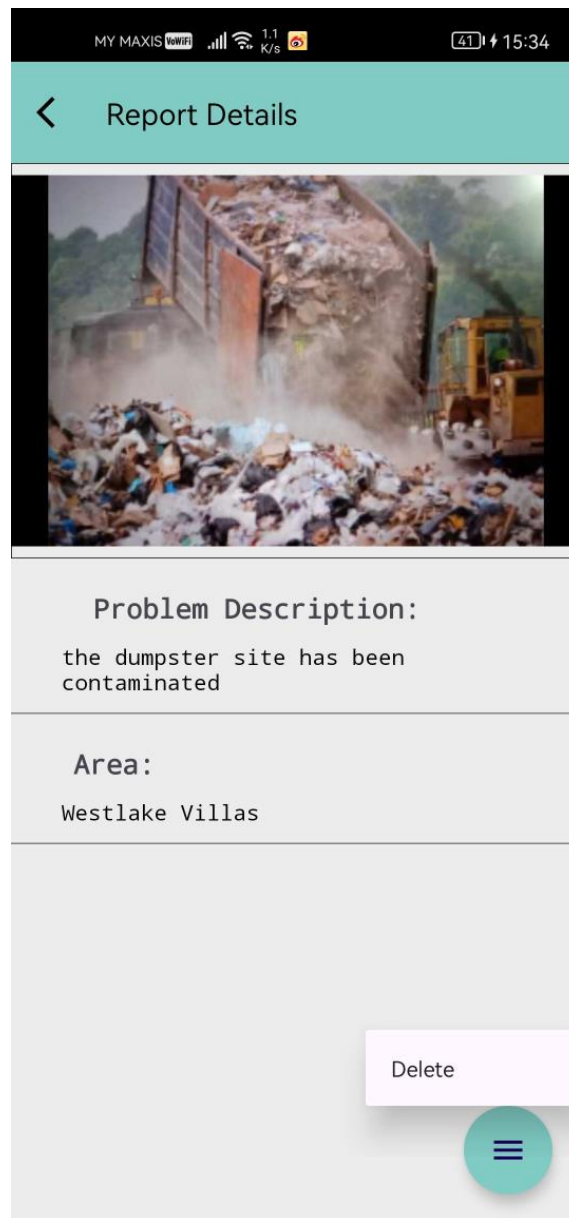 MY MAXIS VoWiFi 1.1 K/s 41 15:34
Report Details
Problem Description:
the dumpster site has been
contaminated
Area:
Westlake Villas
Delete